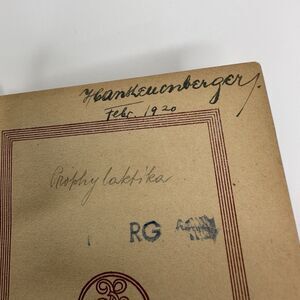 Hankeuenberger.
Febr. 1920
Prophylaktika.
RG